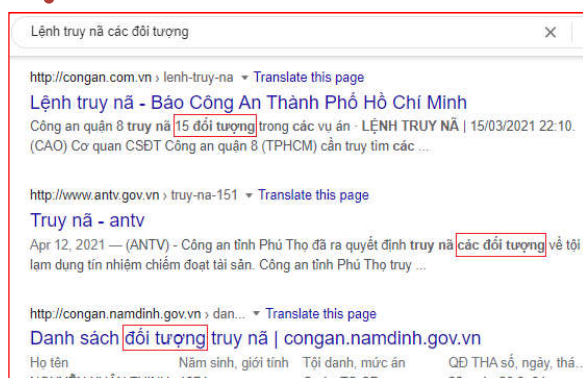 Lệnh truy nã các đối tượng
http://congan.com.vn › lenh-truy-na ▾ Translate this page
Lệnh truy nã - Báo Công An Thành Phố Hồ Chí Minh
Công an quận 8 truy nã 15 đối tượng trong các vụ án · LỆNH TRUY NÃ | 15/03/2021 22:10.
(CAO) Cơ quan CSĐT Công an quận 8 (TPHCM) cần truy tìm các ...
http://www.antv.gov.vn › truy-na-151 ▾ Translate this page
Truy nã - antv
Apr 12, 2021 — (ANTV) - Công an tỉnh Phú Thọ đã ra quyết định truy nã các đối tượng về tội
lạm dụng tín nhiệm chiếm đoạt tài sản. Công an tỉnh Phú Thọ truy ...
http://congan.namdinh.gov.vn › dan... ▾ Translate this page
Danh sách đối tượng truy nã | congan.namdinh.gov.vn
Họ tên Năm sinh, giới tính Tội danh, mức án QĐ THA số, ngày, thá...